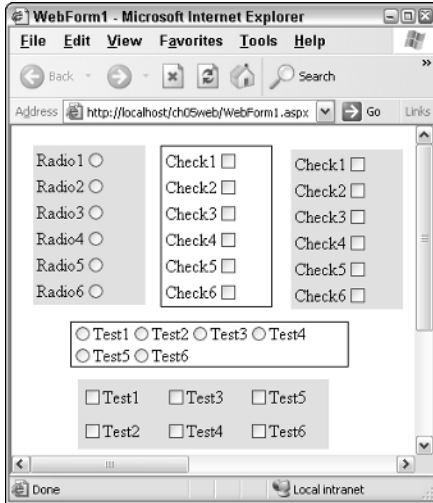 WebForm1 - Microsoft Internet Explorer
File Edit View Favorites Tools Help
Back Search »
Address http://localhost/ch05web/WebForm1.aspx Go Links
Radio1
Radio2
Radio3
Radio4
Radio5
Radio6
Check1
Check2
Check3
Check4
Check5
Check6
Check1
Check2
Check3
Check4
Check5
Check6
Test1 Test2 Test3 Test4
Test5 Test6
Test1 Test3 Test5
Test2 Test4 Test6
Done Local intranet